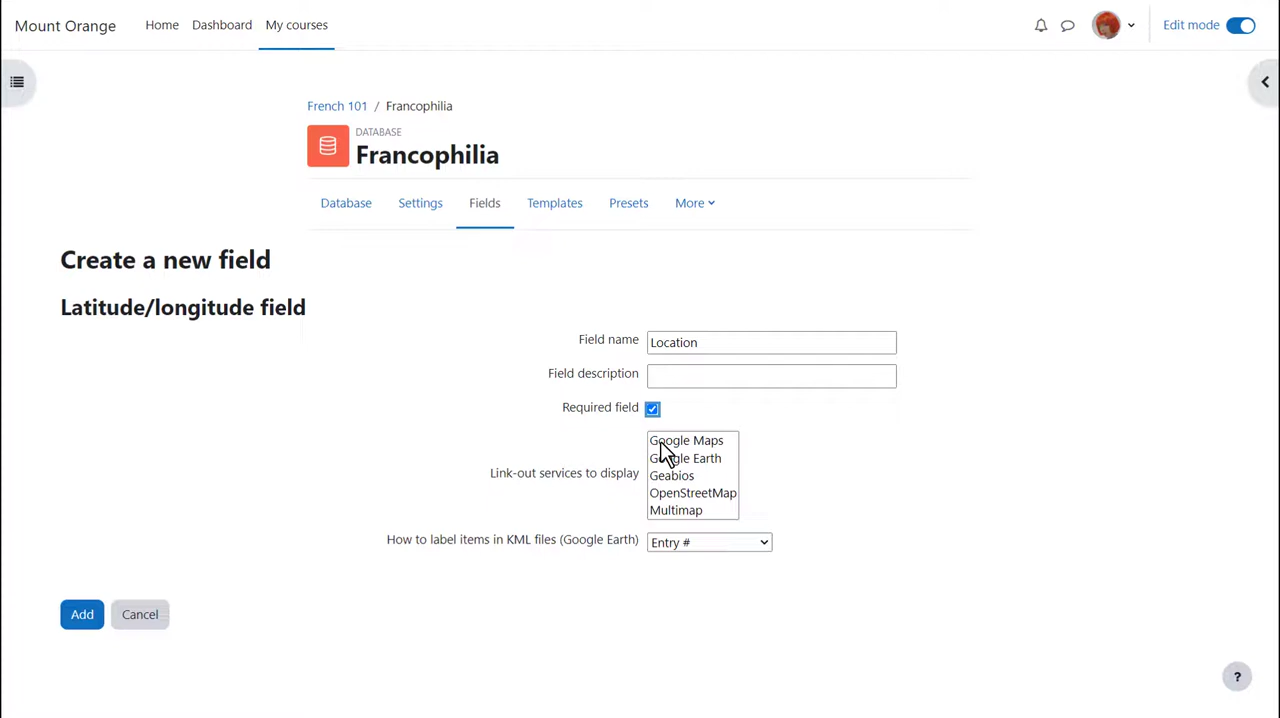 Mount Orange
Home
Dashboard
My courses
Edit mode
French 101 / Francophilia
DATABASE
Francophilia
Database
Settings
Fields
Templates
Presets
More
Create a new field
Latitude/longitude field
Field name
Location
Field description
Required field
Link-out services to display
Google Maps
Google Earth
Geabios
OpenStreetMap
Multimap
How to label items in KML files (Google Earth)
Entry #
Add
Cancel
?